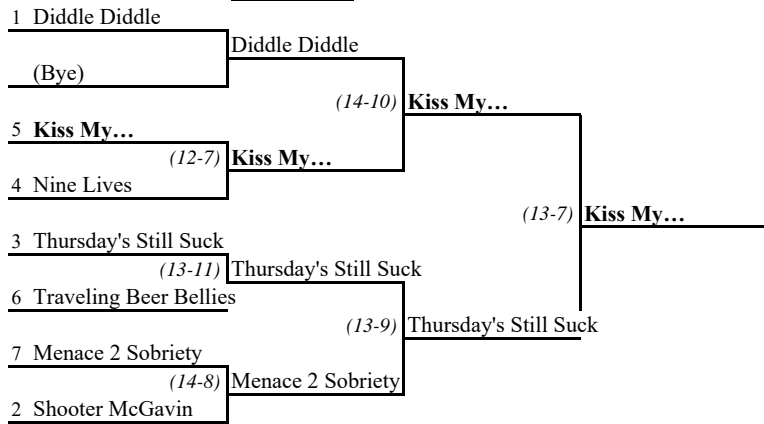 1 Diddle Diddle
Diddle Diddle
(Bye)
(14-10) Kiss My…
5 Kiss My…
(12-7) Kiss My…
4 Nine Lives
(13-7) Kiss My…
3 Thursday's Still Suck
(13-11) Thursday's Still Suck
6 Traveling Beer Bellies
(13-9) Thursday's Still Suck
7 Menace 2 Sobriety
(14-8) Menace 2 Sobriety
2 Shooter McGavin